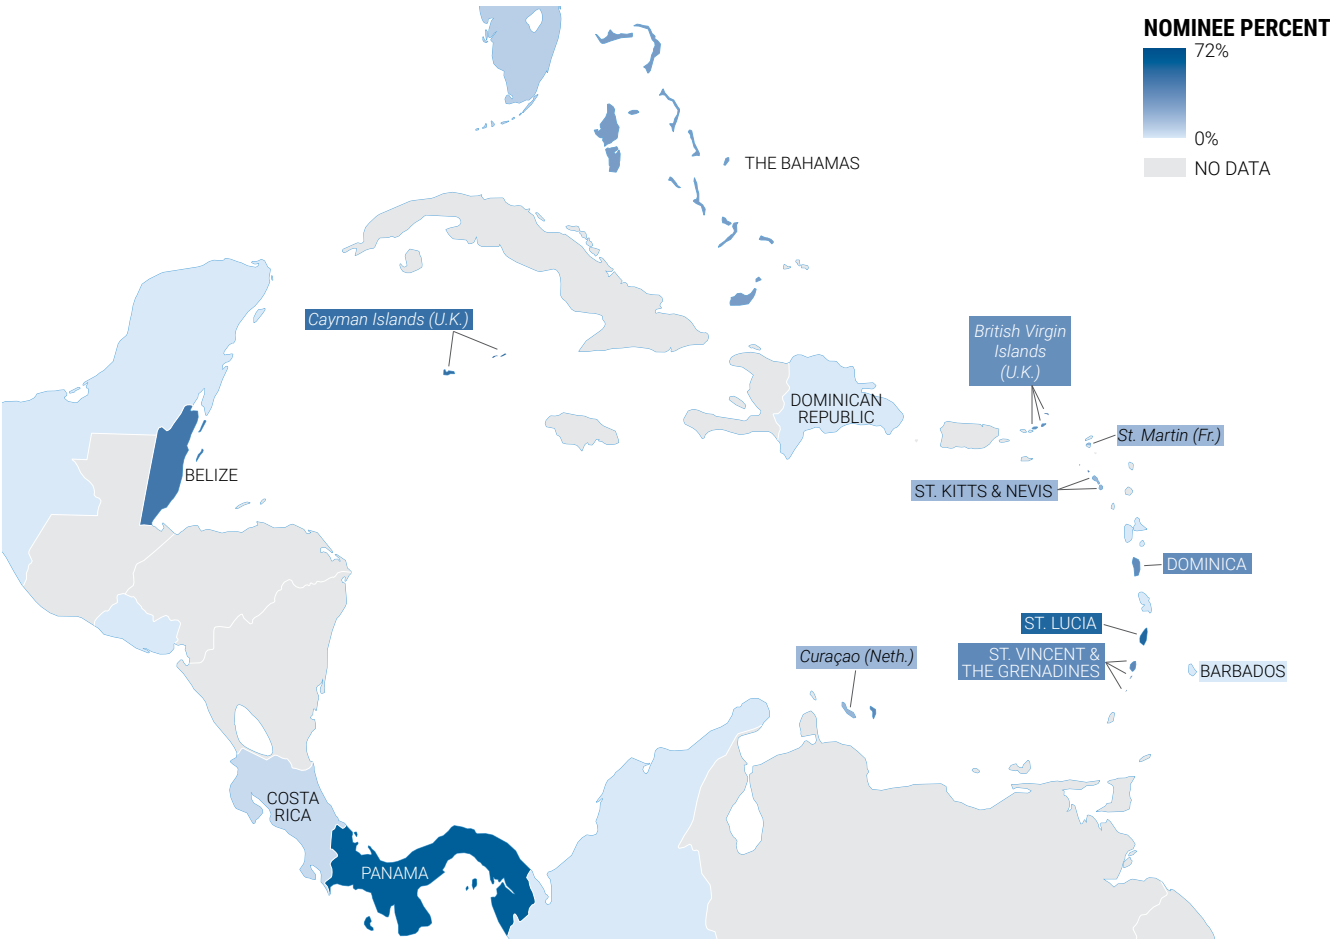 NOMINEE PERCENT
72%
0%
NO DATA
THE BAHAMAS
Cayman Islands (U.K.)
British Virgin
Islands
(U.K.)
DOMINICAN
REPUBLIC
St. Martin (Fr.)
BELIZE
ST. KITTS & NEVIS
DOMINICA
ST. LUCIA
Curaçao (Neth.)
ST. VINCENT &
THE GRENADINES
BARBADOS
COSTA
RICA
PANAMA